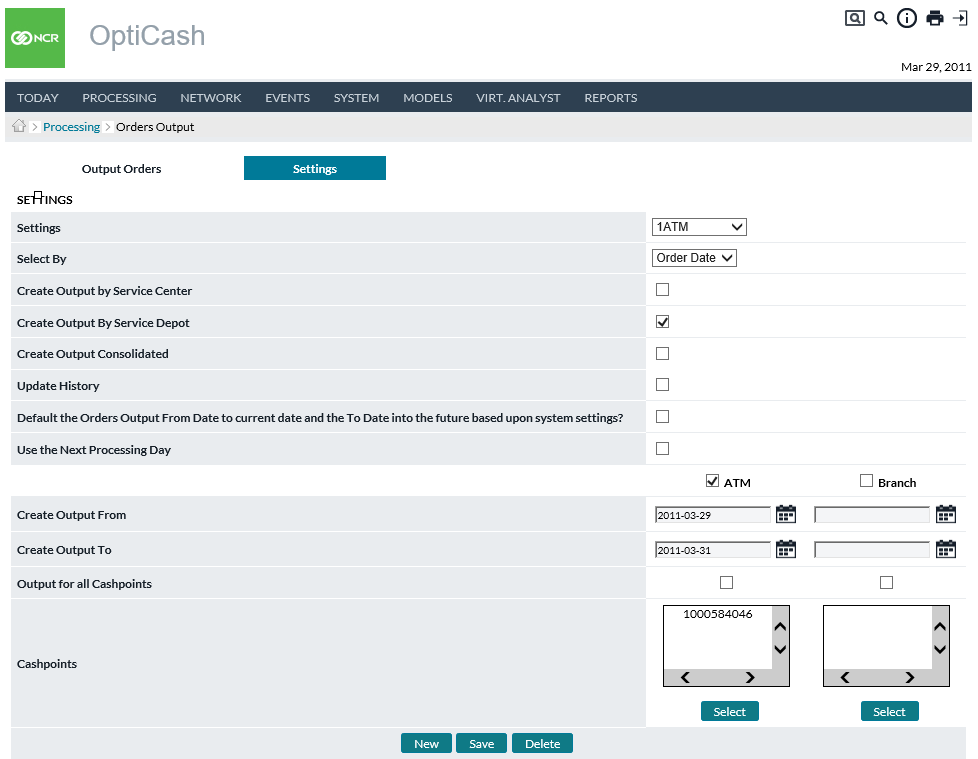 NCR
OptiCash
Mar 29, 2011
TODAY PROCESSING NETWORK EVENTS SYSTEM MODELS VIRT. ANALYST REPORTS
> Processing > Orders Output
Output Orders Settings
SETTINGS
Settings 1ATM
Select By Order Date
Create Output by Service Center
Create Output By Service Depot
Create Output Consolidated
Update History
Default the Orders Output From Date to current date and the To Date into the future based upon system settings?
Use the Next Processing Day
ATM Branch
Create Output From 2011-03-29
Create Output To 2011-03-31
Output for all Cashpoints
1000584046
Cashpoints
Select Select
New Save Delete